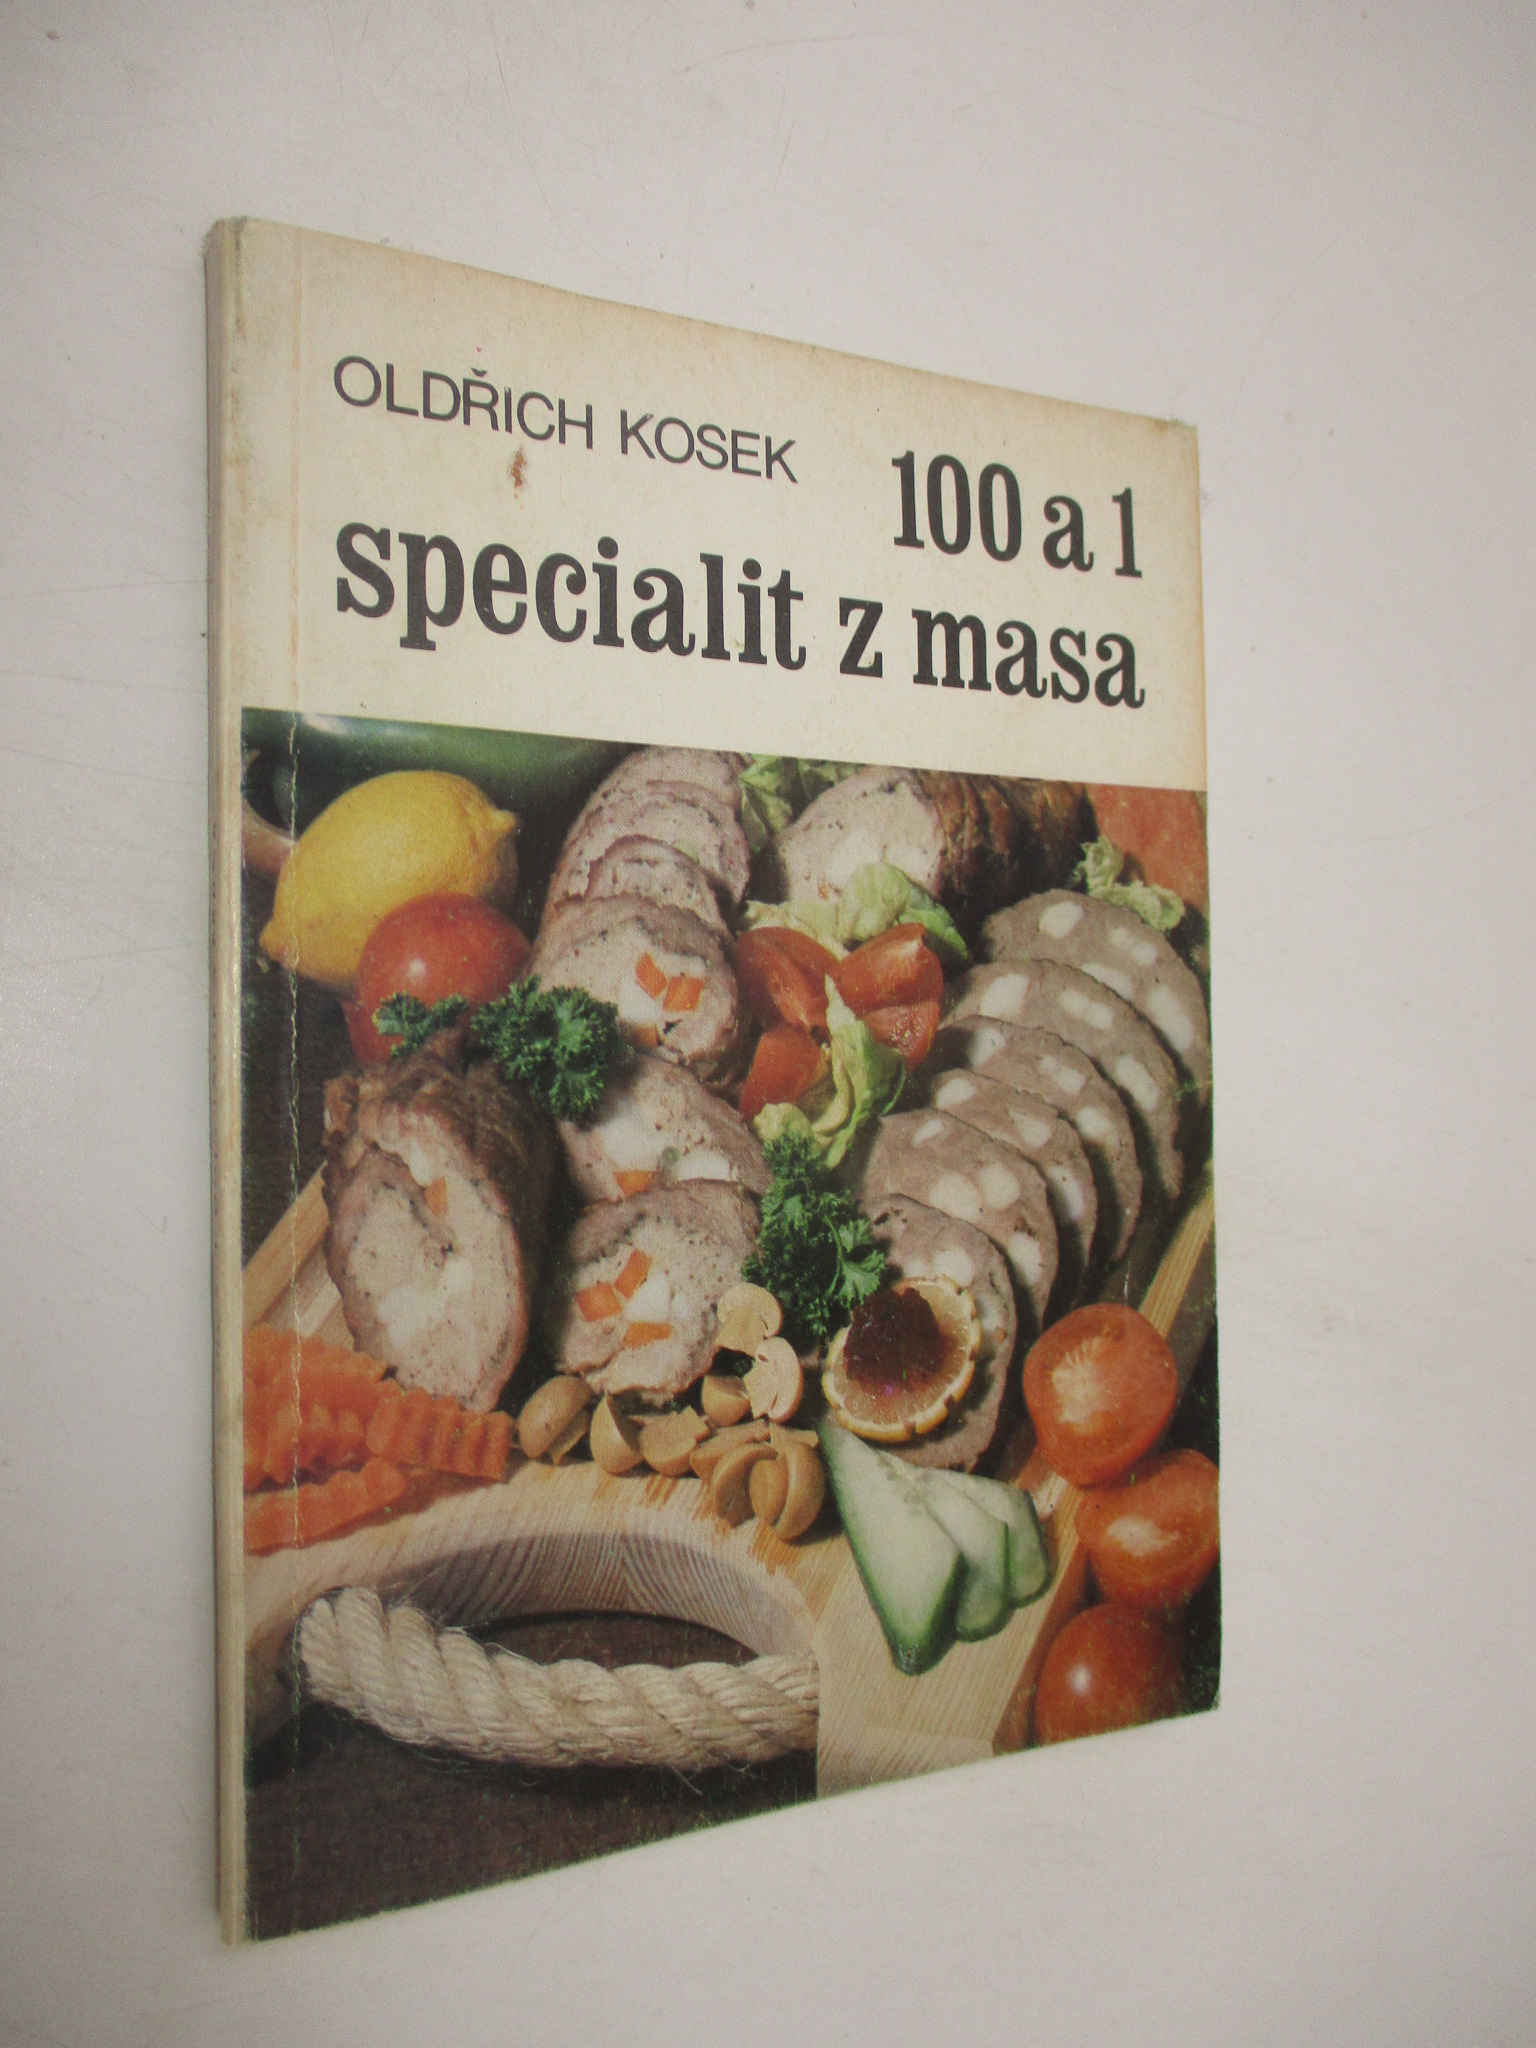 OLDŘICH KOSEK
100 a 1
specialit z masa